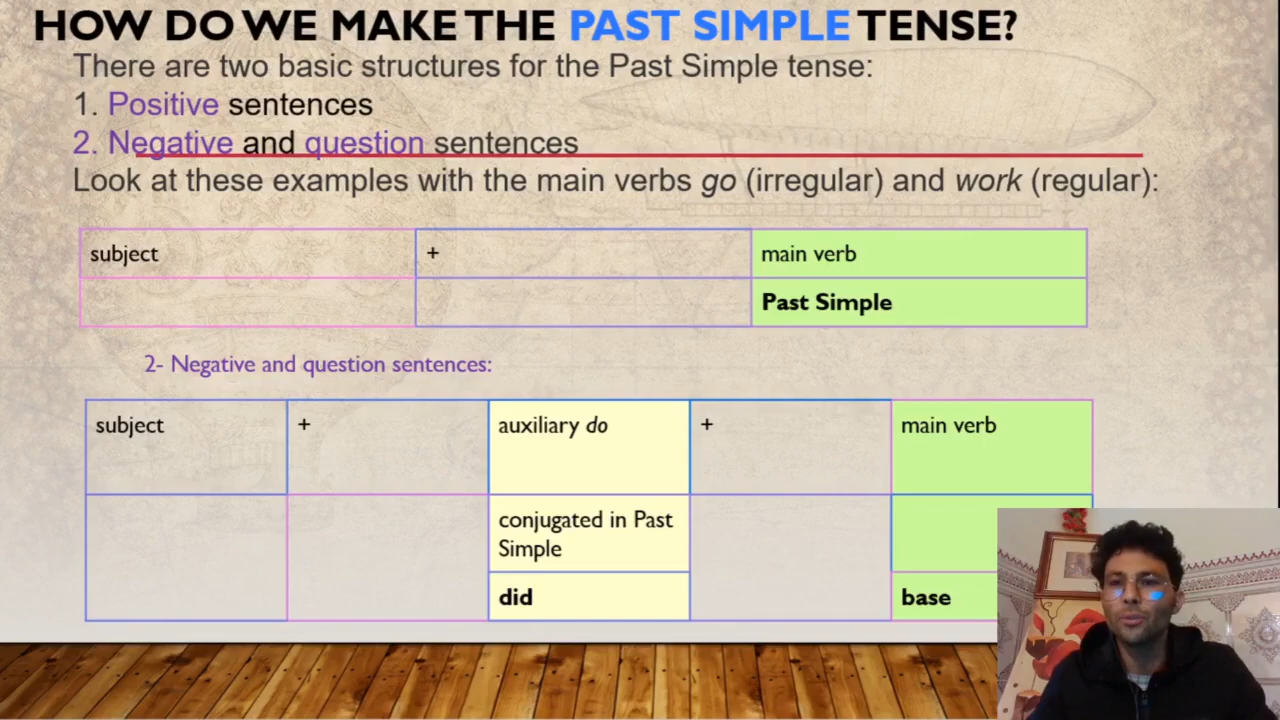 HOW DO WE MAKE THE PAST SIMPLE TENSE?
There are two basic structures for the Past Simple tense:
1. Positive sentences
2. Negative and question sentences
Look at these examples with the main verbs go (irregular) and work (regular):
subject + main verb
Past Simple
2- Negative and question sentences:
subject + auxiliary do + main verb
conjugated in Past
Simple
did base